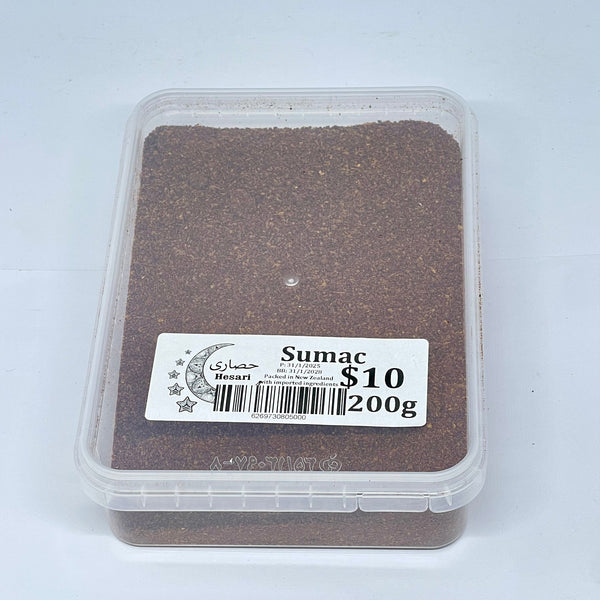 Sumac
حصاری
Hesari
P: 31/1/2025
BB: 31/1/2028
Packed in New Zealand
with imported ingredients
$10
200g
6269730805000